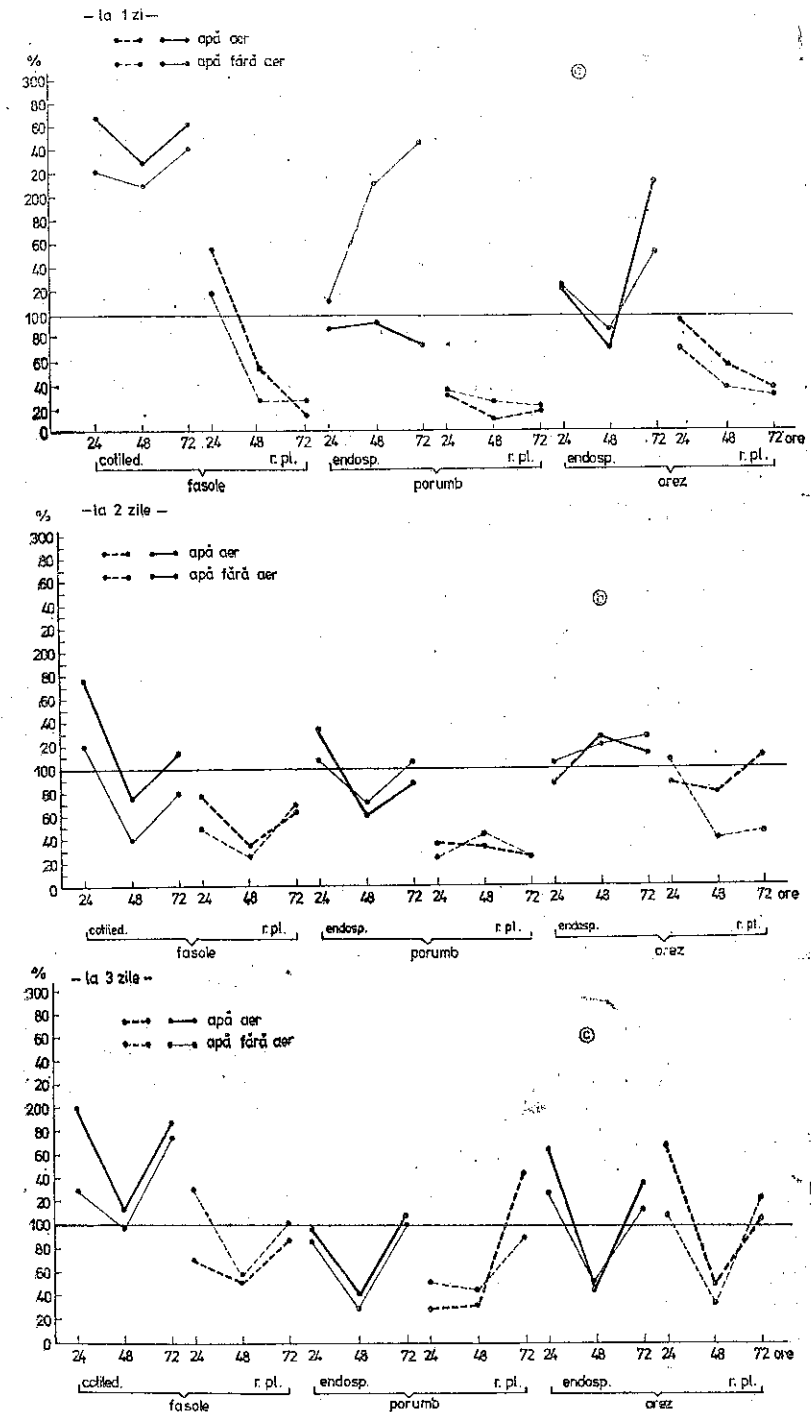 – la 1 zi –
apă aer
apă fără aer
%
ⓐ
300
80
60
40
20
200
80
60
40
20
100
80
60
40
20
0
24 48 72 24 48 72 24 48 72 24 48 72 24 48 72 24 48 72 ore
cotiled. r. pl. endosp. r. pl. endosp. r. pl.
fasole porumb orez
% – la 2 zile –
300
apă aer
80
apă fără aer
60
ⓑ
40
20
200
80
60
40
20
100
80
60
40
20
0
24 48 72 24 48 72 24 48 72 24 48 72 24 48 72 24 48 72 ore
cotiled. r. pl. endosp. r. pl. endosp. r. pl.
fasole porumb orez
% – la 3 zile –
300
apă aer
80
apă fără aer
60
ⓒ
40
20
200
80
60
40
20
100
80
60
40
20
0
24 48 72 24 48 72 24 48 72 24 48 72 24 48 72 24 48 72 ore
cotiled. r. pl. endosp. r. pl. endosp. r. pl.
fasole porumb orez